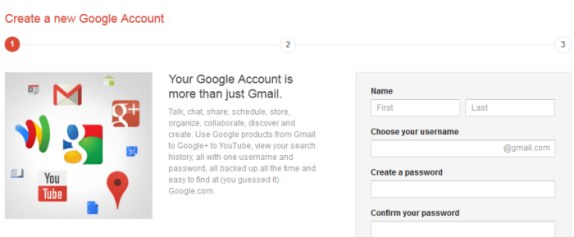 Create a new Google Account
1
2
3
Your Google Account is
more than just Gmail.
Talk, chat, share, schedule, store,
organize, collaborate, discover and
create. Use Google products from Gmail
to Google+ to YouTube, view your search
history, all with one username and
password, all backed up all the time and
easy to find at (you guessed it)
Google.com.
g+
g
31
You
Tube
Name
First Last
Choose your username
@gmail.com
Create a password
Confirm your password